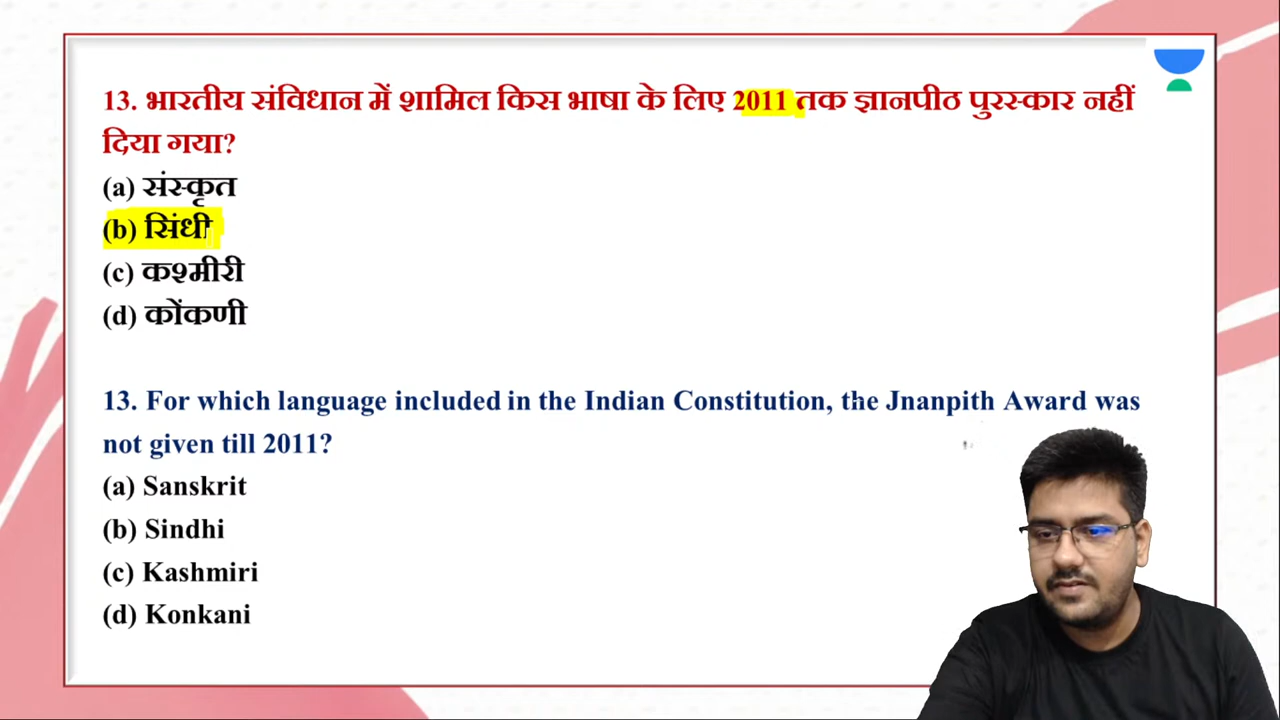 13. भारतीय संविधान में शामिल किस भाषा के लिए 2011 तक ज्ञानपीठ पुरस्कार नहीं
दिया गया?
(a) संस्कृत
(b) सिंधी
(c) कश्मीरी
(d) कोंकणी
13. For which language included in the Indian Constitution, the Jnanpith Award was
not given till 2011?
(a) Sanskrit
(b) Sindhi
(c) Kashmiri
(d) Konkani